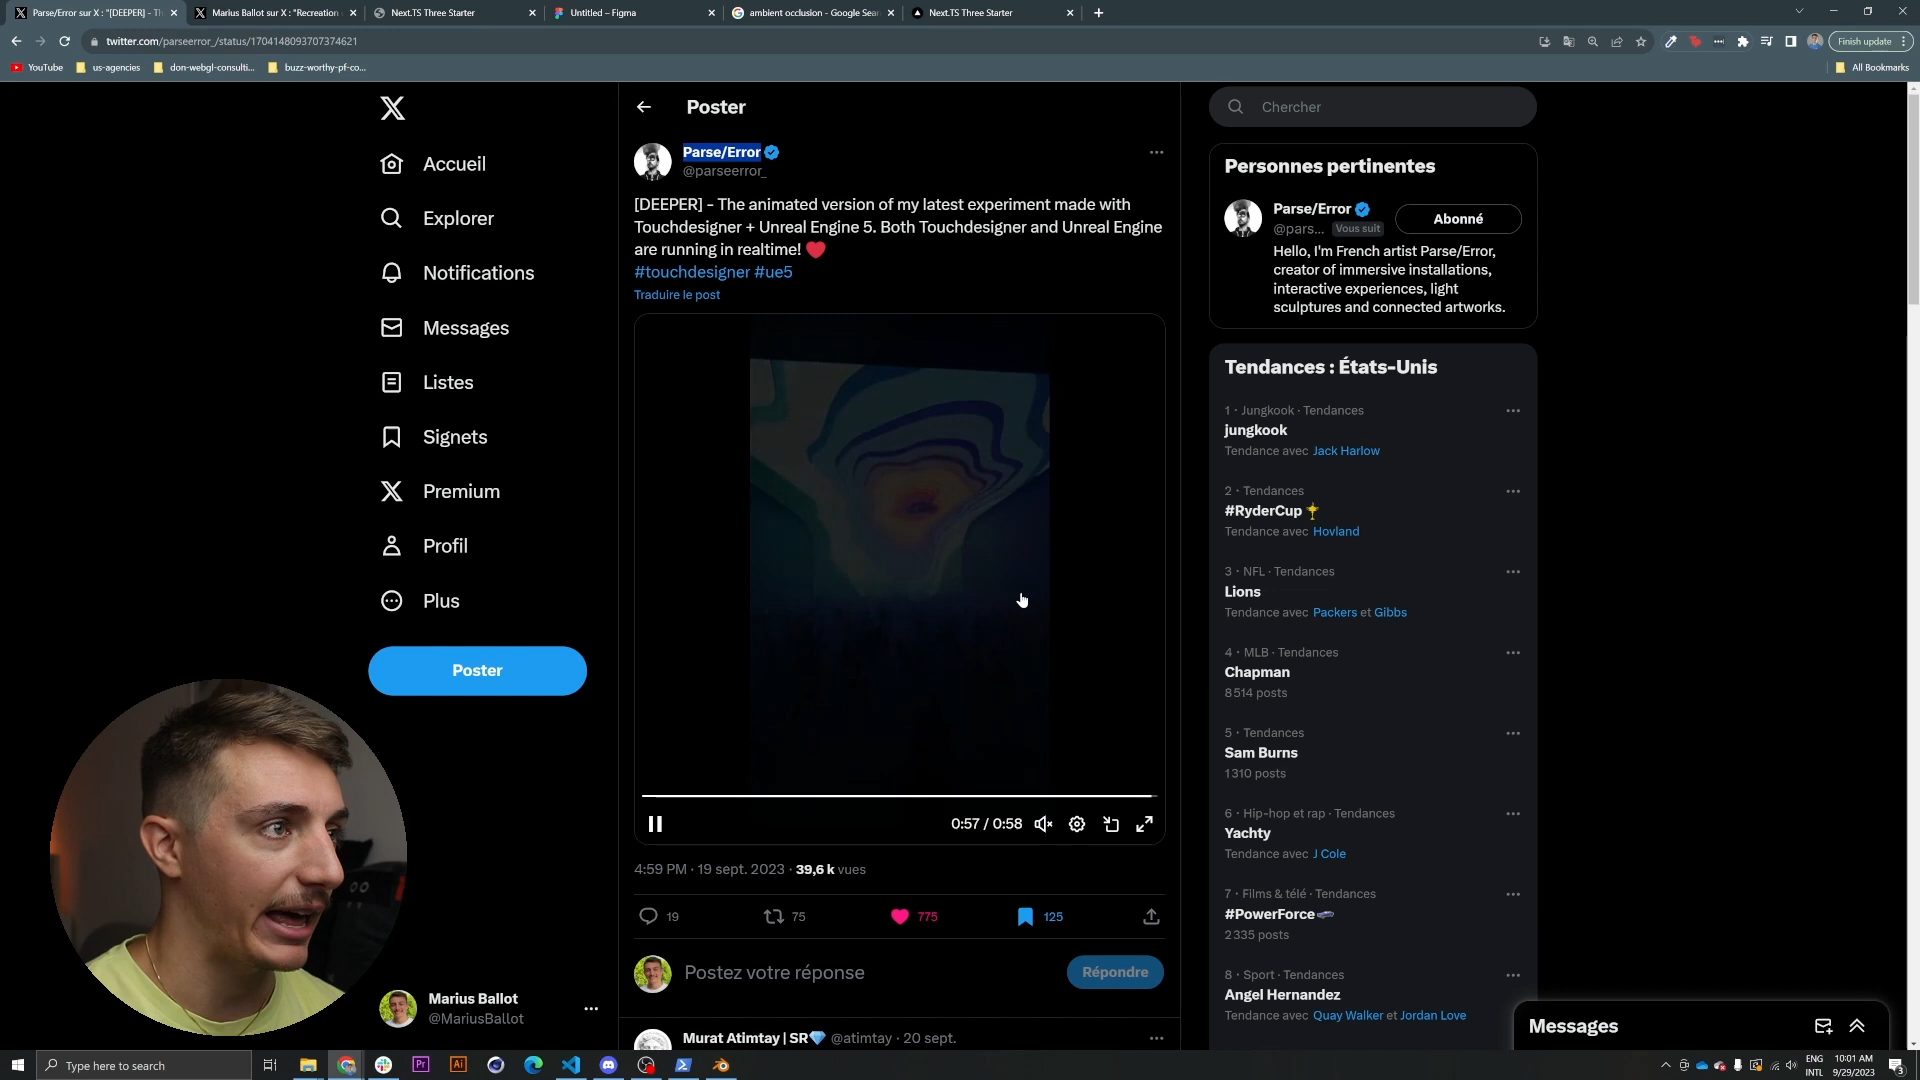 Parse/Error sur X : "[DEEPER] - Th
Marius Ballot sur X : "Recreation
Next.TS Three Starter
Untitled – Figma
ambient occlusion - Google Sear
Next.TS Three Starter
twitter.com/parseerror_/status/1704148093707374621
Finish update
YouTube
us-agencies
don-webgl-consulti...
buzz-worthy-pf-co...
All Bookmarks
Accueil
Explorer
Notifications
Messages
Listes
Signets
Premium
Profil
Plus
Poster
Marius Ballot
@MariusBallot
Poster
Parse/Error
@parseerror_
[DEEPER] - The animated version of my latest experiment made with
Touchdesigner + Unreal Engine 5. Both Touchdesigner and Unreal Engine
are running in realtime! ❤️
#touchdesigner #ue5
Traduire le post
0:57 / 0:58
4:59 PM · 19 sept. 2023 · 39,6 k vues
19
75
775
125
Postez votre réponse
Répondre
Murat Atimtay | SR💎 @atimtay · 20 sept.
Chercher
Personnes pertinentes
Parse/Error
@pars... Vous suit
Abonné
Hello, I'm French artist Parse/Error,
creator of immersive installations,
interactive experiences, light
sculptures and connected artworks.
Tendances : États-Unis
1 · Jungkook · Tendances
jungkook
Tendance avec Jack Harlow
2 · Tendances
#RyderCup
Tendance avec Hovland
3 · NFL · Tendances
Lions
Tendance avec Packers et Gibbs
4 · MLB · Tendances
Chapman
8 514 posts
5 · Tendances
Sam Burns
1 310 posts
6 · Hip-hop et rap · Tendances
Yachty
Tendance avec J Cole
7 · Films & télé · Tendances
#PowerForce
2 335 posts
8 · Sport · Tendances
Angel Hernandez
Tendance avec Quay Walker et Jordan Love
Messages
Type here to search
Pr
Ai
ENG
INTL
10:01 AM
9/29/2023
3